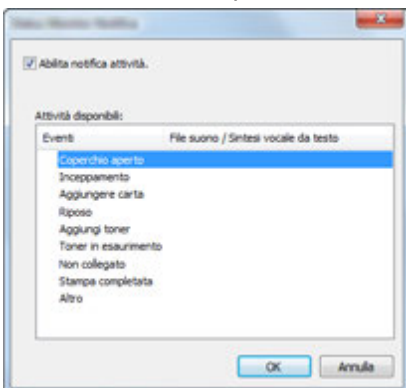 Abilita notifica attività.
Attività disponibili:
Eventi File suono / Sintesi vocale da testo
Coperchio aperto
Inceppamento
Aggiungere carta
Riposo
Aggiungi toner
Toner in esaurimento
Non collegato
Stampa completata
Altro
OK Annulla